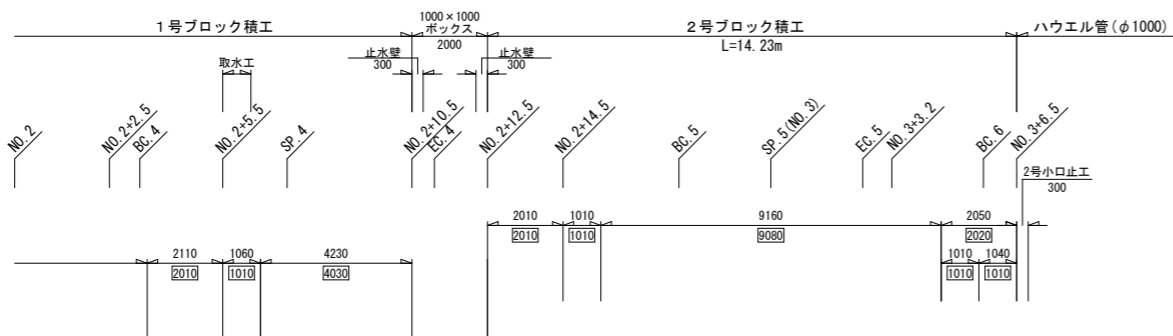 1号ブロック積工
1000×1000
ボックス
2000
2号ブロック積工
L=14.23m
ハウエル管(φ1000)
取水工
止水壁
300
止水壁
300
NO.2
NO.2+2.5
BC.4
NO.2+5.5
SP.4
NO.2+10.5
EC.4
NO.2+12.5
NO.2+14.5
BC.5
SP.5(NO.3)
EC.5
NO.3+3.2
BC.6
NO.3+6.5
2号小口止工
300
2010 1010 9160 2050
2010 1010 9080 2020
2110 1060 4230 1010 1040
2010 1010 4030 1010 1010